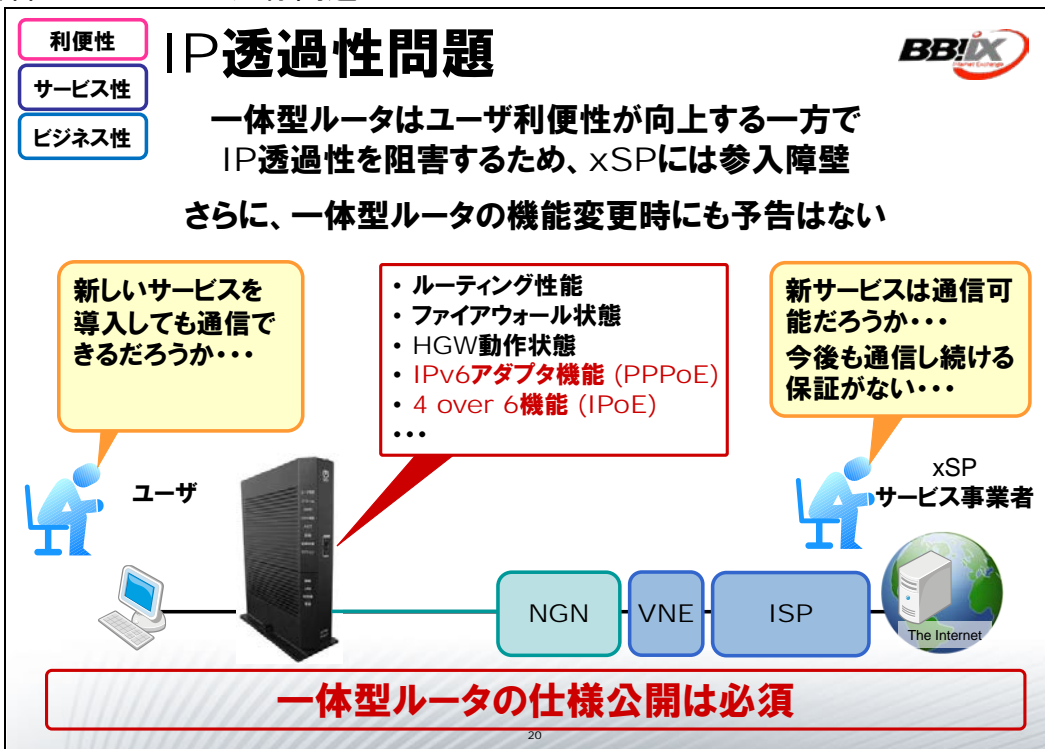 利便性
サービス性
ビジネス性
IP透過性問題
BBIX
Internet Exchange
一体型ルータはユーザ利便性が向上する一方で
IP透過性を阻害するため、xSPには参入障壁
さらに、一体型ルータの機能変更時にも予告はない
新しいサービスを
導入しても通信で
きるだろうか・・・
・ ルーティング性能
・ ファイアウォール状態
・ HGW動作状態
・ IPv6アダプタ機能 (PPPoE)
・ 4 over 6機能 (IPoE)
・・・
新サービスは通信可
能だろうか・・・
今後も通信し続ける
保証がない・・・
ユーザ
xSP
サービス事業者
NGN
VNE
ISP
The Internet
一体型ルータの仕様公開は必須
20